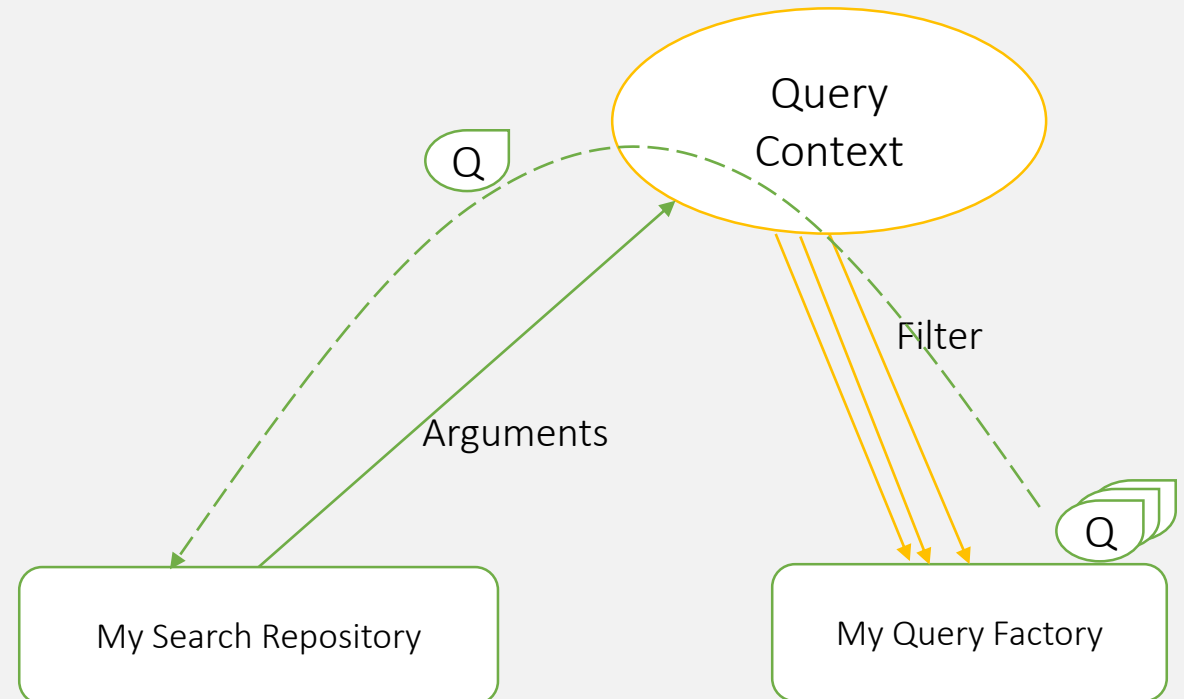 Query
Context
Q
Filter
Arguments
Q
My Search Repository
My Query Factory